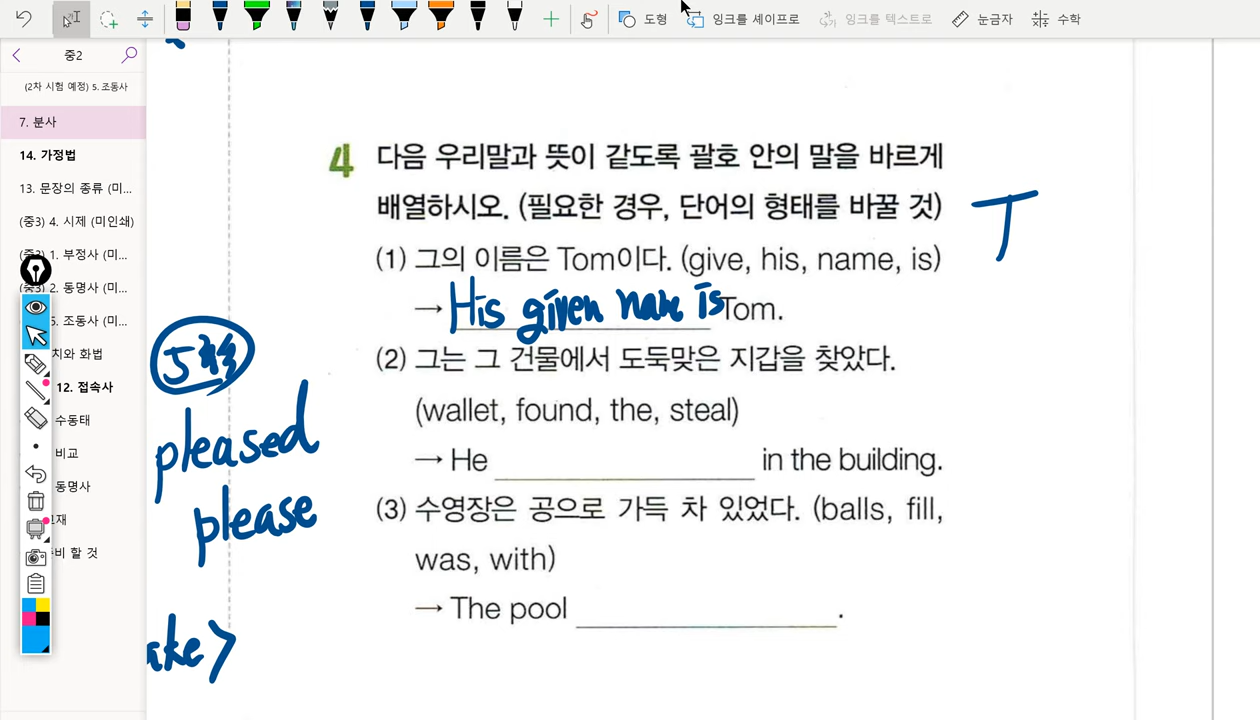 도형
잉크를 셰이프로
잉크를 텍스트로
눈금자
수학
중2
(2차 시험 예정) 5. 조동사
7. 분사
14. 가정법
13. 문장의 종류 (미...
(중3) 4. 시제 (미인쇄)
1. 부정사 (미...
2. 동명사 (미...
5. 조동사 (미...
치와 화법
12. 접속사
수동태
비교
동명사
교재
비 할 것
4 다음 우리말과 뜻이 같도록 괄호 안의 말을 바르게
배열하시오. (필요한 경우, 단어의 형태를 바꿀 것)
T
(1) 그의 이름은 Tom이다. (give, his, name, is)
→ His given name is Tom.
(2) 그는 그 건물에서 도둑맞은 지갑을 찾았다.
(wallet, found, the, steal)
→ He in the building.
(3) 수영장은 공으로 가득 차 있었다. (balls, fill,
was, with)
→ The pool .
pleased
please
ake >